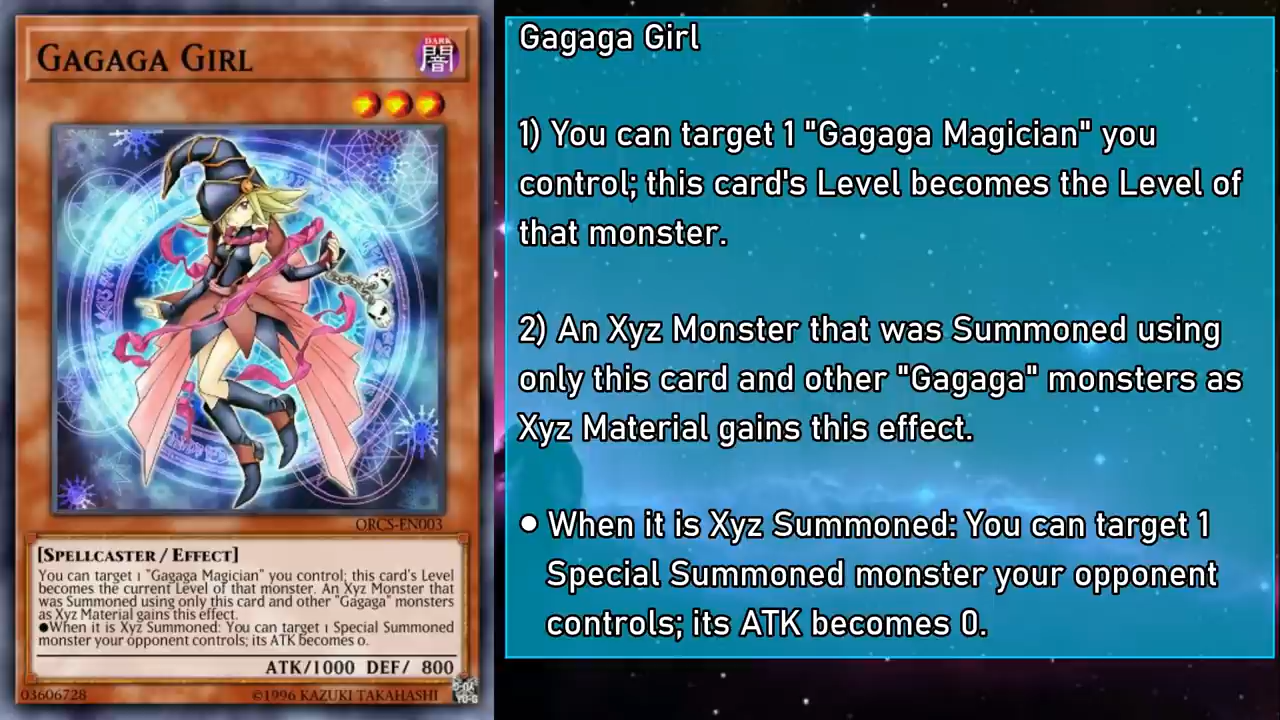 GAGAGA GIRL
DARK
闇
ORCS-EN003
[SPELLCASTER / EFFECT]
You can target 1 "Gagaga Magician" you control; this card's Level
becomes the current Level of that monster. An Xyz Monster that
was Summoned using only this card and other "Gagaga" monsters
as Xyz Material gains this effect.
●When it is Xyz Summoned: You can target 1 Special Summoned
monster your opponent controls; its ATK becomes 0.
ATK/1000 DEF/ 800
03606728
©1996 KAZUKI TAKAHASHI
Gagaga Girl
1) You can target 1 "Gagaga Magician" you
control; this card's Level becomes the Level of
that monster.
2) An Xyz Monster that was Summoned using
only this card and other "Gagaga" monsters as
Xyz Material gains this effect.
● When it is Xyz Summoned: You can target 1
Special Summoned monster your opponent
controls; its ATK becomes 0.